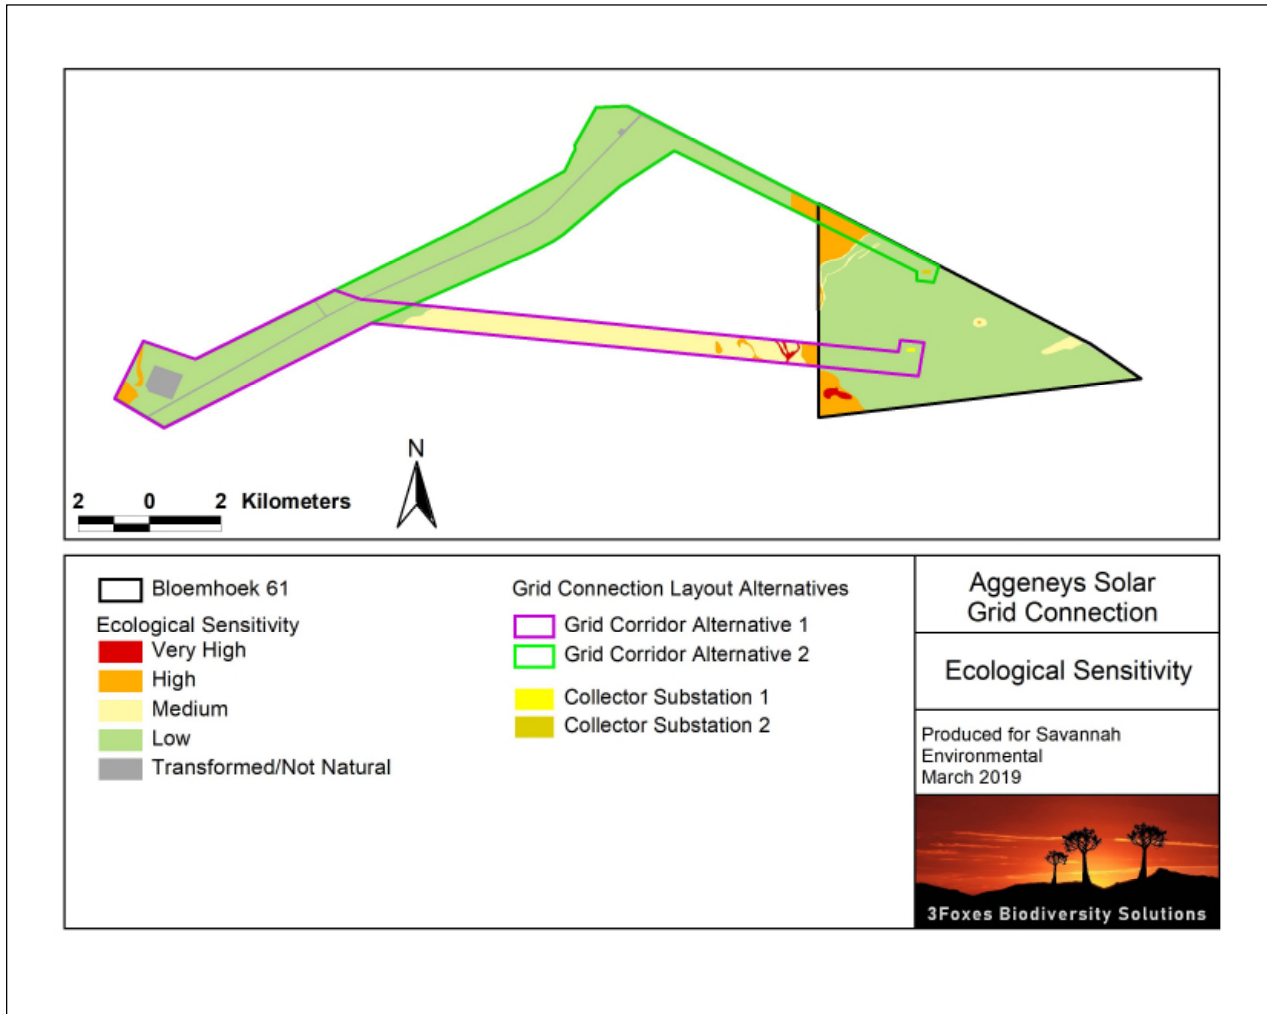 N
2 0 2 Kilometers
Bloemhoek 61
Ecological Sensitivity
Very High
High
Medium
Low
Transformed/Not Natural
Grid Connection Layout Alternatives
Grid Corridor Alternative 1
Grid Corridor Alternative 2
Collector Substation 1
Collector Substation 2
Aggeneys Solar
Grid Connection
Ecological Sensitivity
Produced for Savannah
Environmental
March 2019
3Foxes Biodiversity Solutions